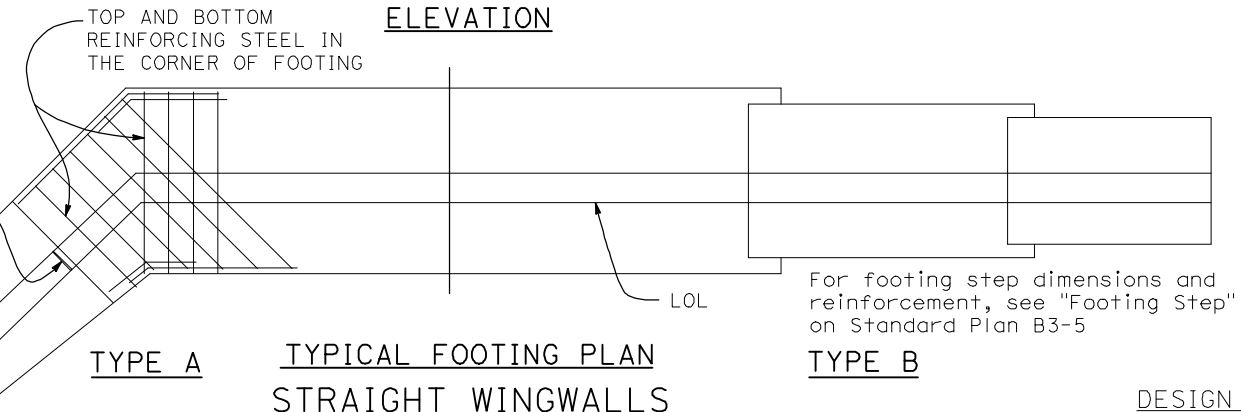 ELEVATION
TOP AND BOTTOM
REINFORCING STEEL IN
THE CORNER OF FOOTING
LOL
For footing step dimensions and
reinforcement, see "Footing Step"
on Standard Plan B3-5
TYPE A
TYPICAL FOOTING PLAN
TYPE B
STRAIGHT WINGWALLS
DESIGN